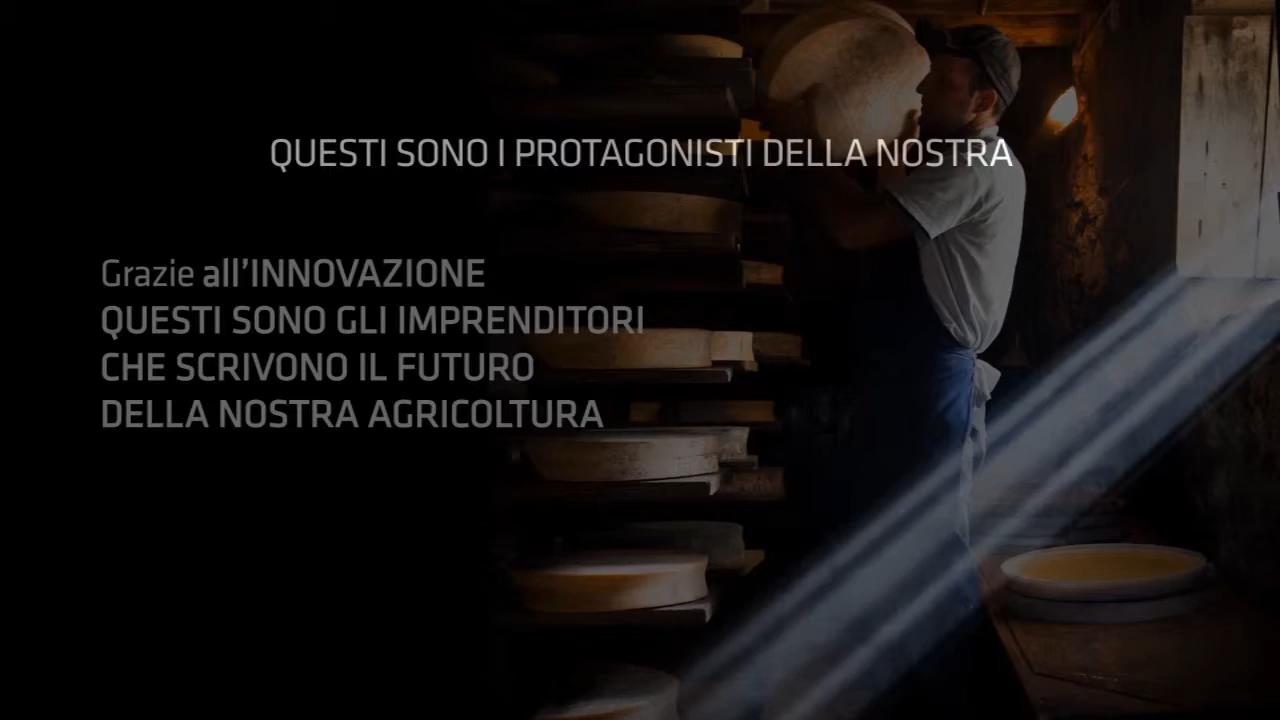 QUESTI SONO I PROTAGONISTI DELLA NOSTRA
Grazie all’INNOVAZIONE
QUESTI SONO GLI IMPRENDITORI
CHE SCRIVONO IL FUTURO
DELLA NOSTRA AGRICOLTURA